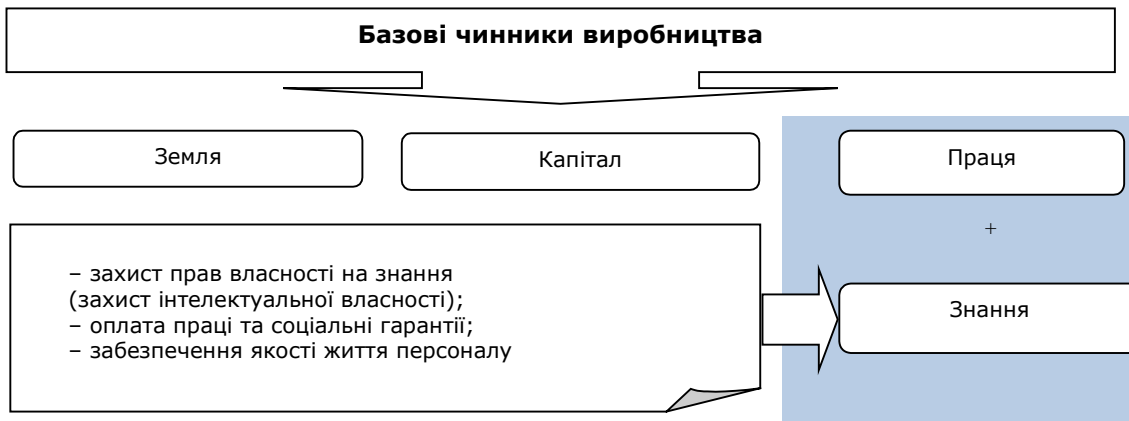 Базові чинники виробництва
Земля
Капітал
Праця
+
– захист прав власності на знання
(захист інтелектуальної власності);
– оплата праці та соціальні гарантії;
– забезпечення якості життя персоналу
Знання